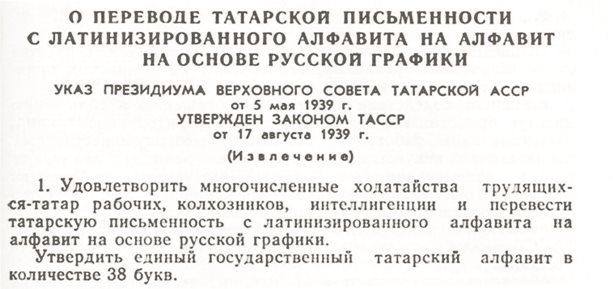 О ПЕРЕВОДЕ ТАТАРСКОЙ ПИСЬМЕННОСТИ
С ЛАТИНИЗИРОВАННОГО АЛФАВИТА НА АЛФАВИТ
НА ОСНОВЕ РУССКОЙ ГРАФИКИ
УКАЗ ПРЕЗИДИУМА ВЕРХОВНОГО СОВЕТА ТАТАРСКОЙ АССР
от 5 мая 1939 г.
УТВЕРЖДЕН ЗАКОНОМ ТАССР
от 17 августа 1939 г.
(Извлечение)
1. Удовлетворить многочисленные ходатайства трудящих-
ся-татар рабочих, колхозников, интеллигенции и перевести
татарскую письменность с латинизированного алфавита на
алфавит на основе русской графики.
Утвердить единый государственный татарский алфавит в
количестве 38 букв.